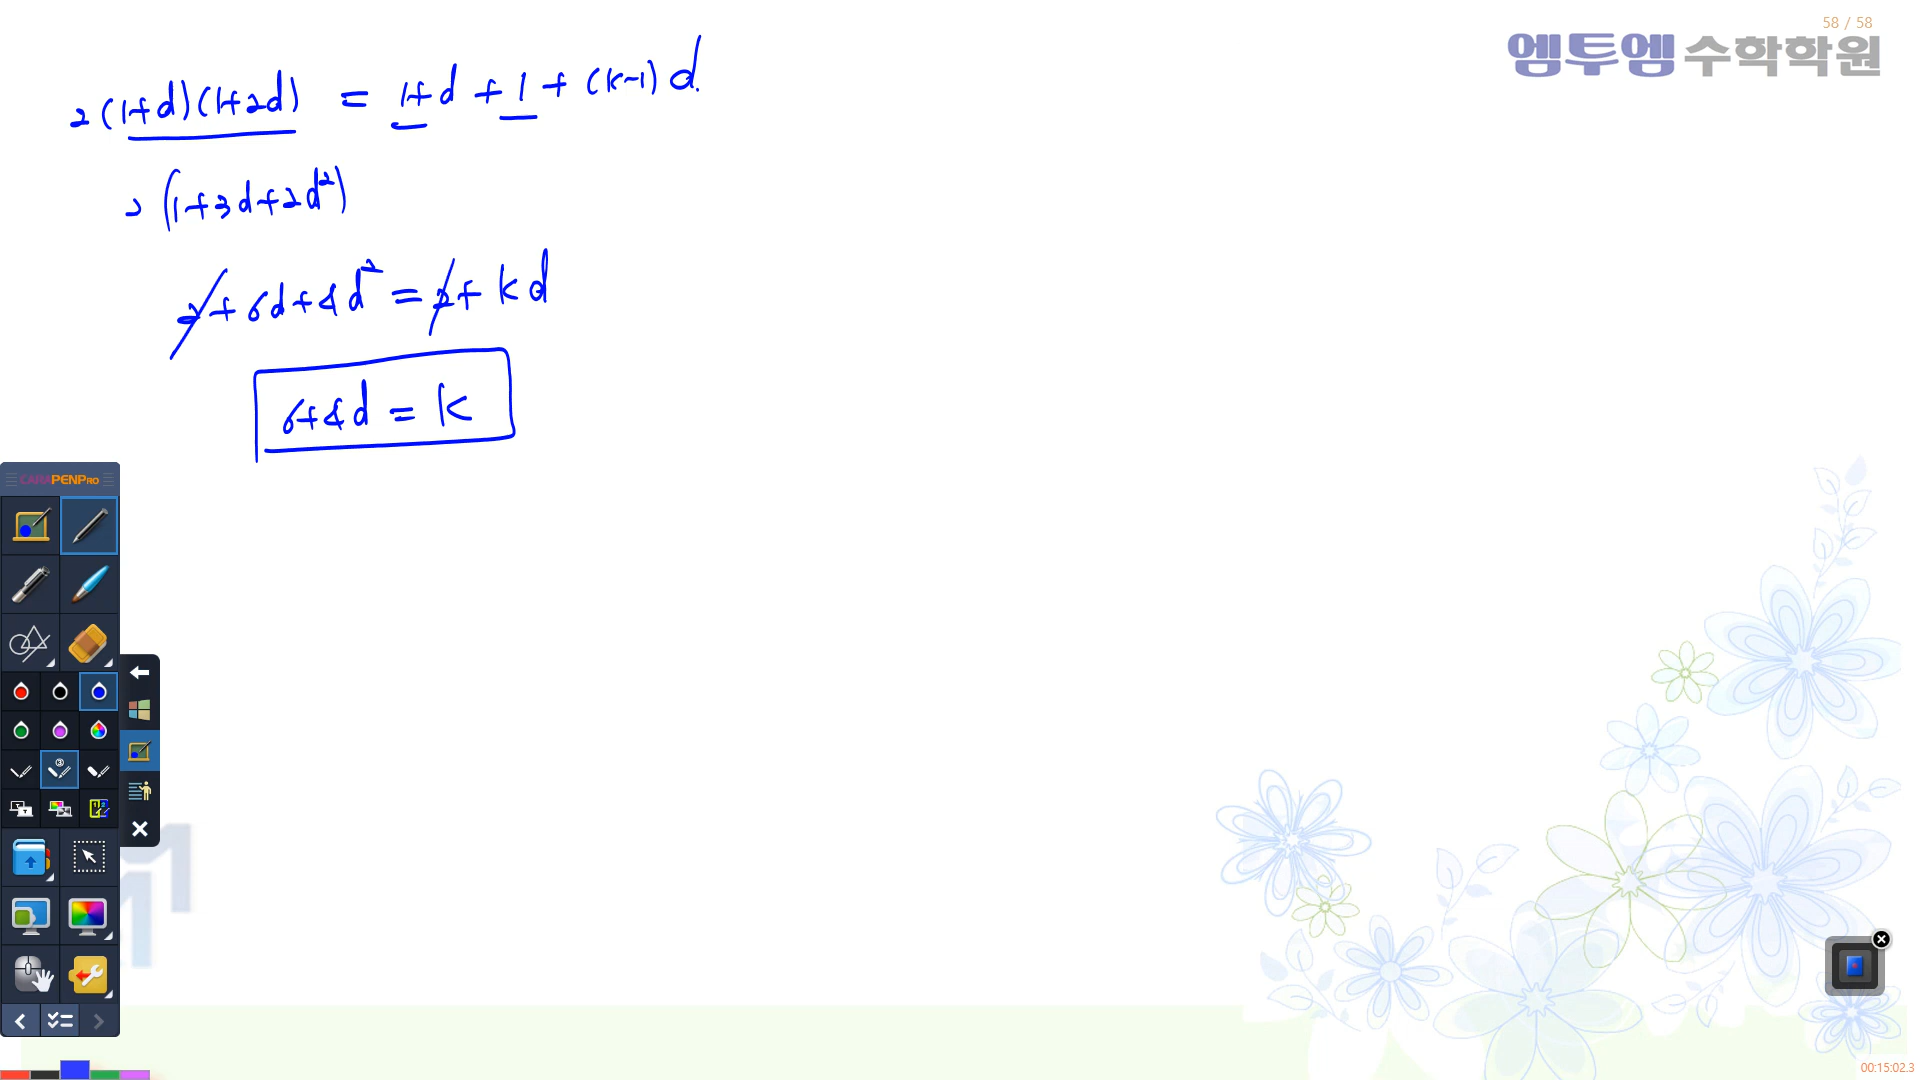 58 / 58
엠투엠 수학학원
2(1+d)(1+2d) = 1+d+1+(k-1)d
2(1+3d+2d²)
2+6d+4d² = 2+kd
6+4d = k
CARAPENPRO
00:15:02.3